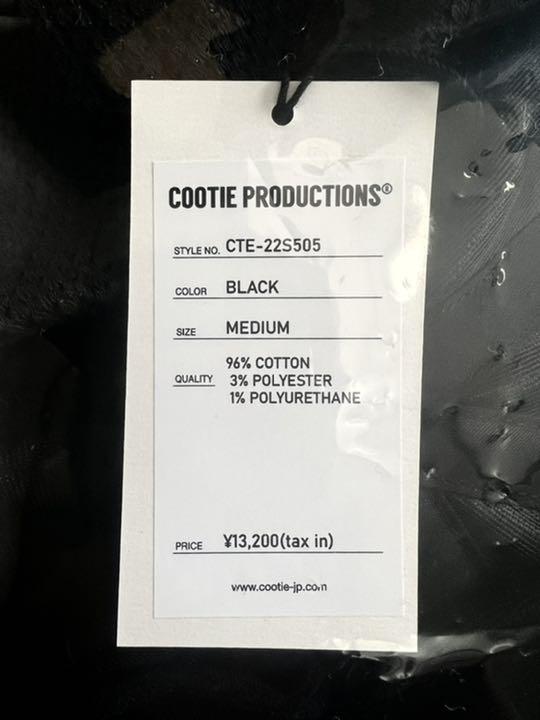 COOTIE PRODUCTIONS®
STYLE NO. CTE-22S505
COLOR BLACK
SIZE MEDIUM
96% COTTON
QUALITY 3% POLYESTER
1% POLYURETHANE
PRICE ¥13,200(tax in)
www.cootie-jp.com